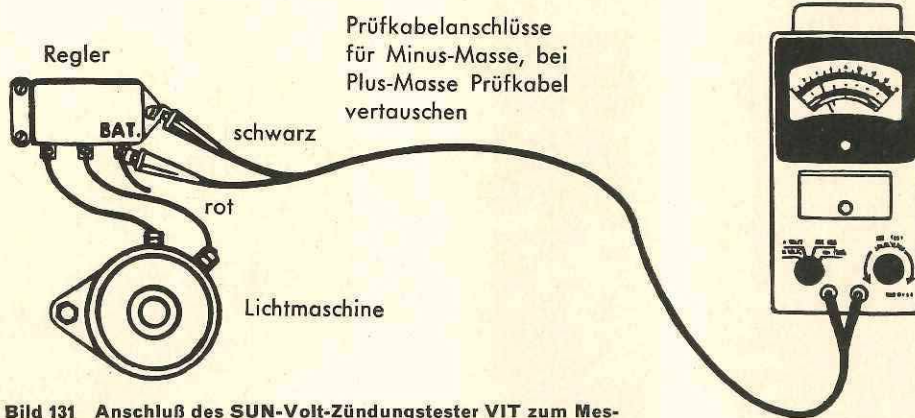 Prüfkabelanschlüsse
für Minus-Masse, bei
Plus-Masse Prüfkabel
vertauschen
Regler
BAT.
schwarz
rot
Lichtmaschine
Bild 131 Anschluß des SUN-Volt-Zündungstester VIT zum Mes-